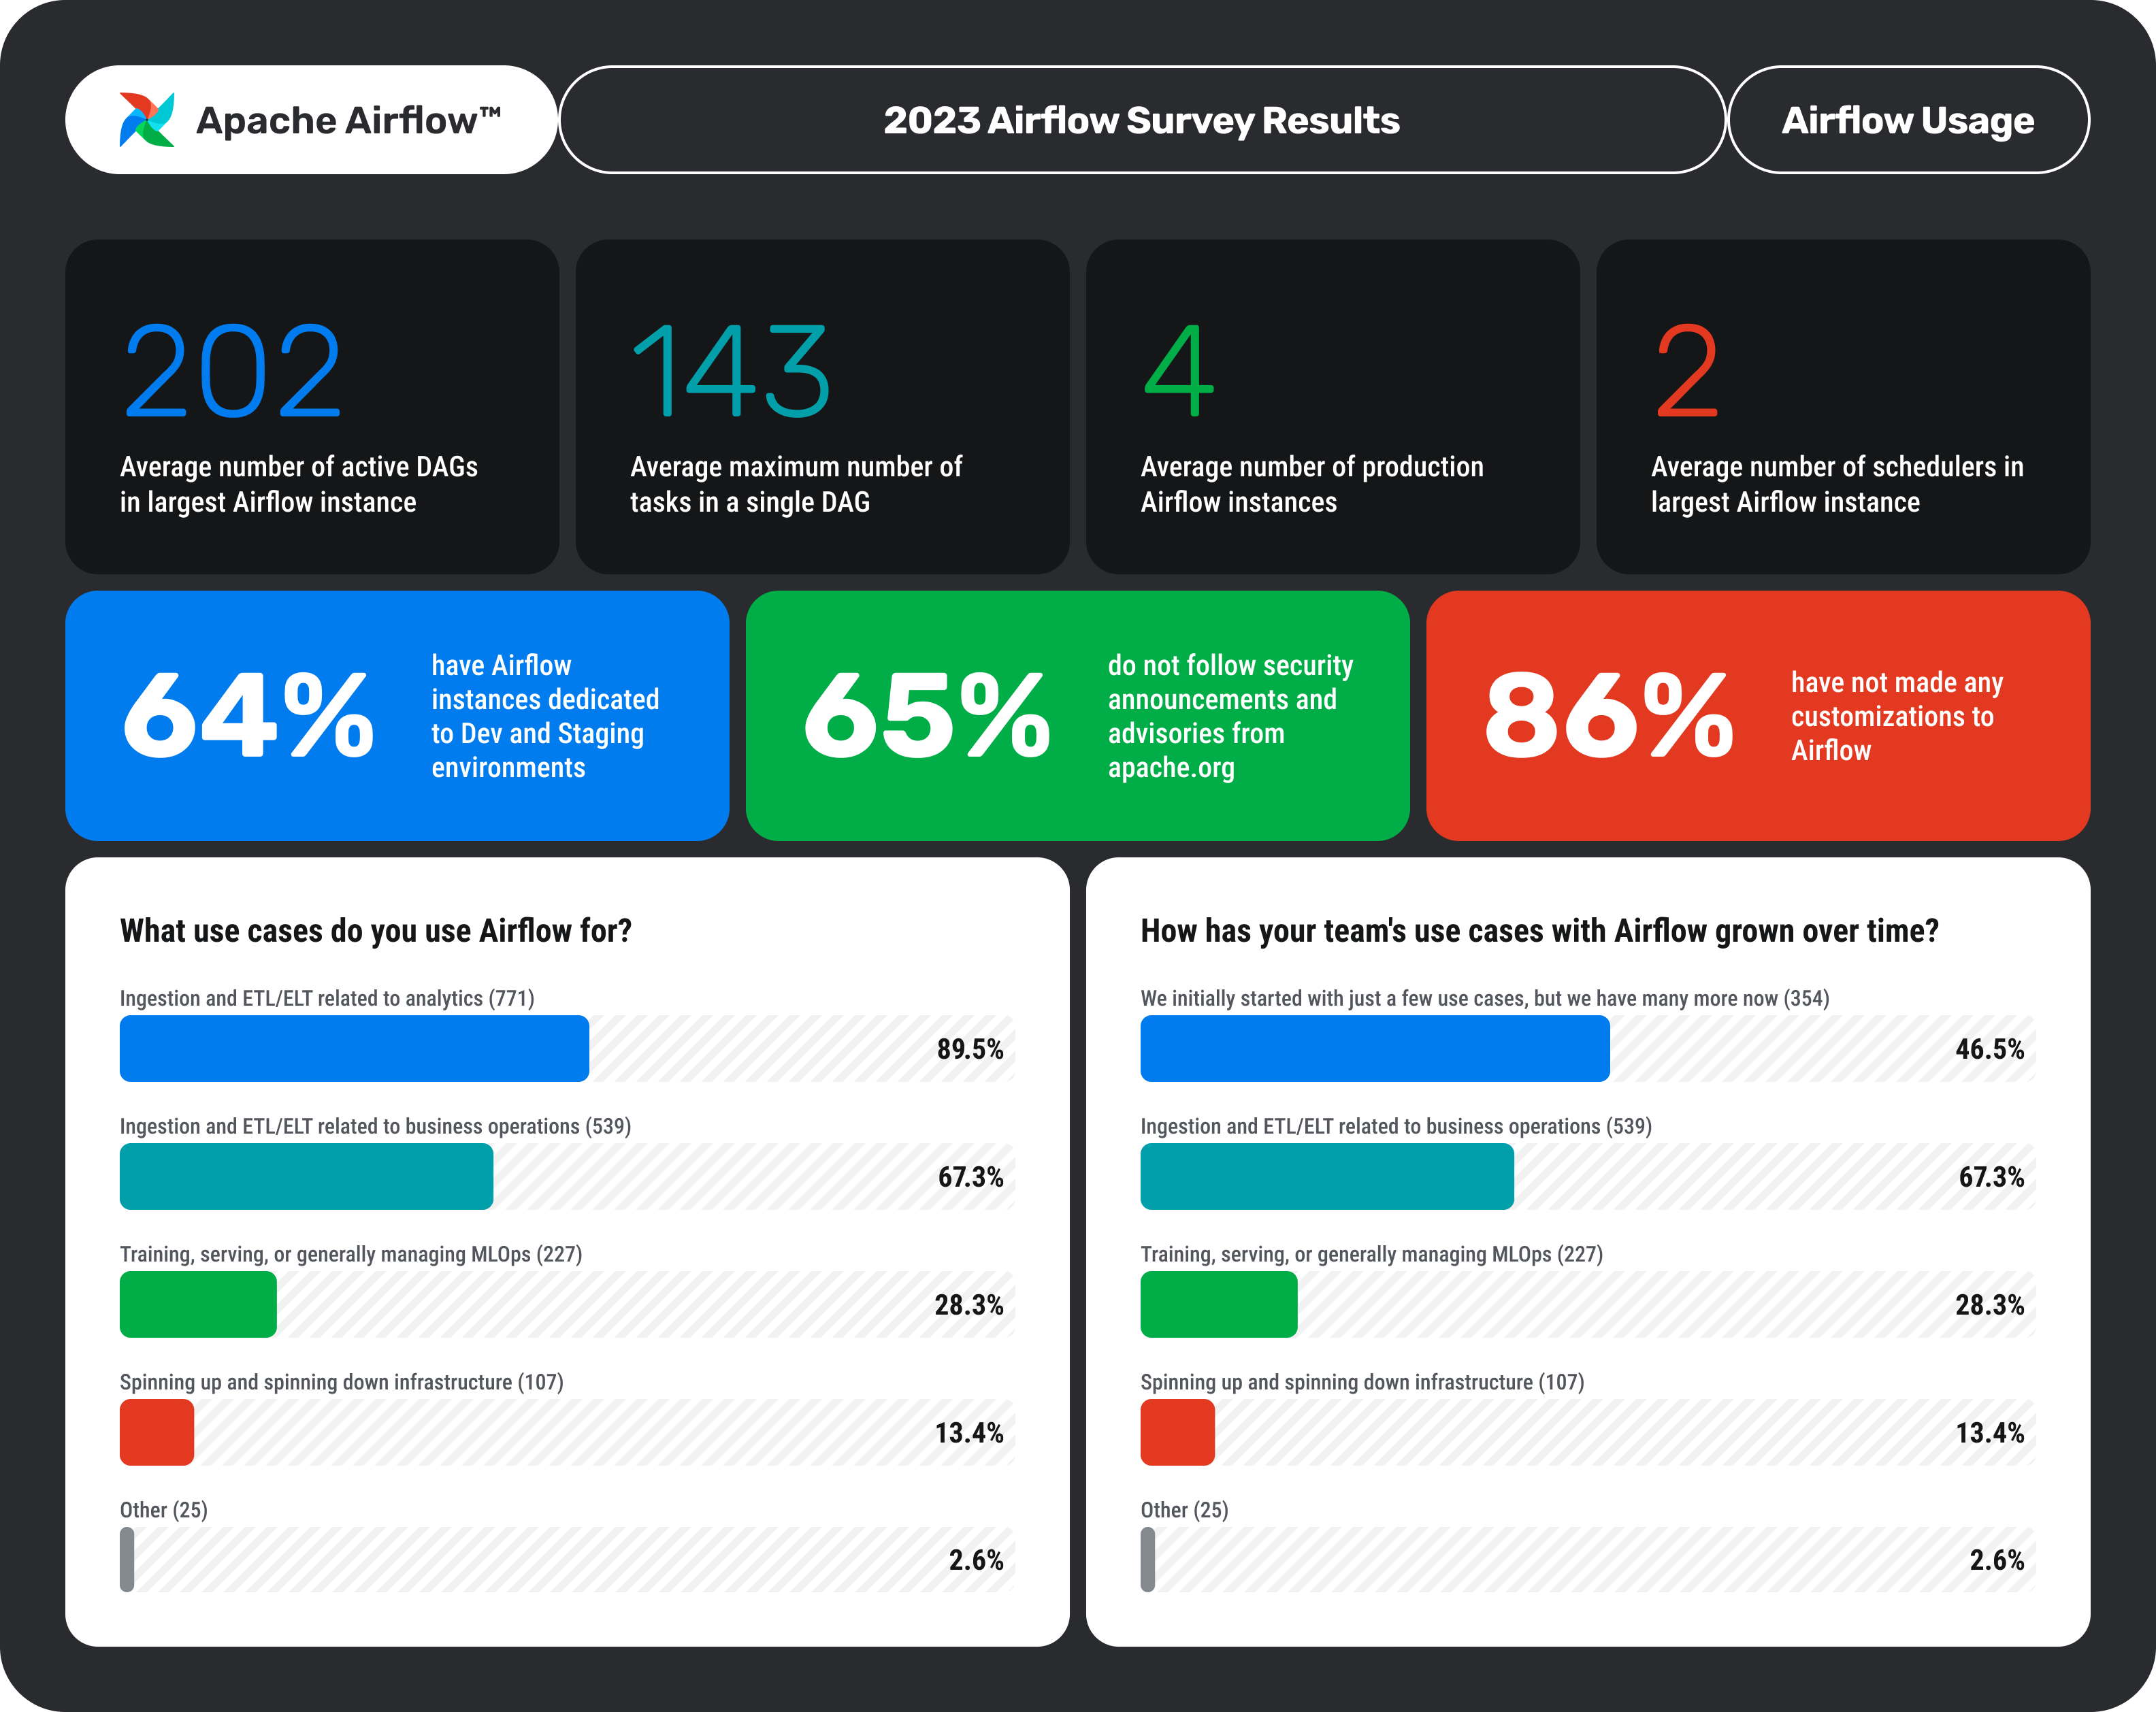 Apache Airflow™
2023 Airflow Survey Results
Airflow Usage
202
Average number of active DAGs
in largest Airflow instance
143
Average maximum number of
tasks in a single DAG
4
Average number of production
Airflow instances
2
Average number of schedulers in
largest Airflow instance
64%
have Airflow
instances dedicated
to Dev and Staging
environments
65%
do not follow security
announcements and
advisories from
apache.org
86%
have not made any
customizations to
Airflow
What use cases do you use Airflow for?
Ingestion and ETL/ELT related to analytics (771)
89.5%
Ingestion and ETL/ELT related to business operations (539)
67.3%
Training, serving, or generally managing MLOps (227)
28.3%
Spinning up and spinning down infrastructure (107)
13.4%
Other (25)
2.6%
How has your team's use cases with Airflow grown over time?
We initially started with just a few use cases, but we have many more now (354)
46.5%
Ingestion and ETL/ELT related to business operations (539)
67.3%
Training, serving, or generally managing MLOps (227)
28.3%
Spinning up and spinning down infrastructure (107)
13.4%
Other (25)
2.6%